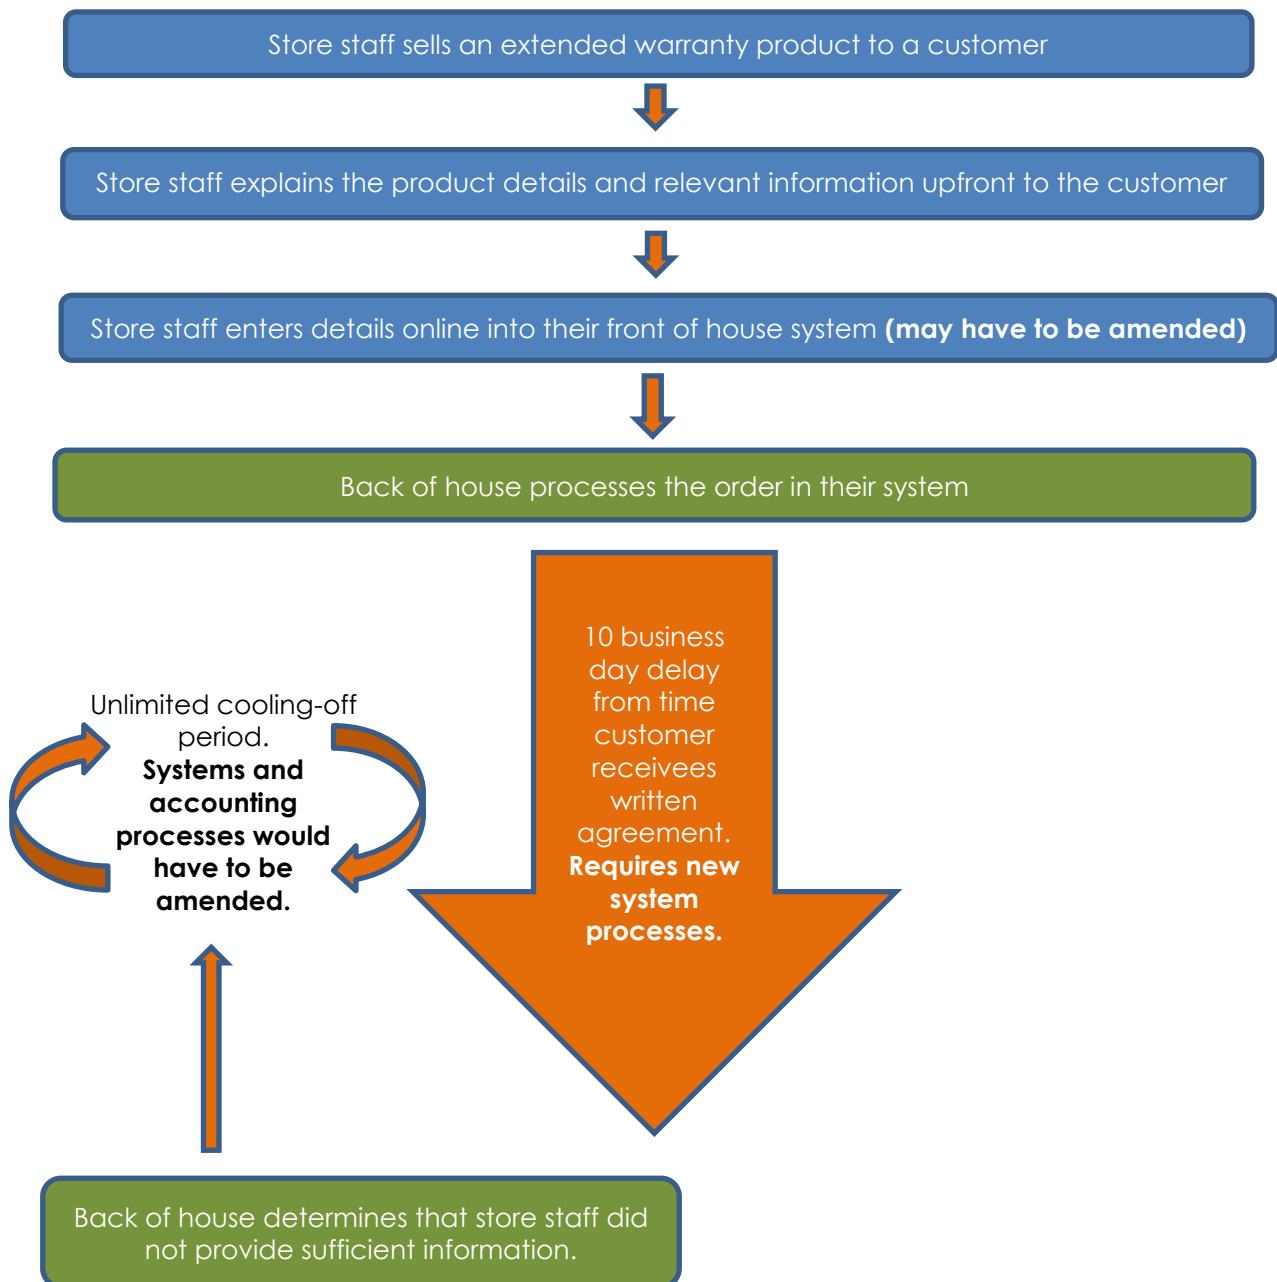 Store staff sells an extended warranty product to a customer
Store staff explains the product details and relevant information upfront to the customer
Store staff enters details online into their front of house system (may have to be amended)
Back of house processes the order in their system
10 business
day delay
from time
customer
receivees
written
agreement.
Requires new
system
processes.
Unlimited cooling-off
period.
Systems and
accounting
processes would
have to be
amended.
Back of house determines that store staff did
not provide sufficient information.